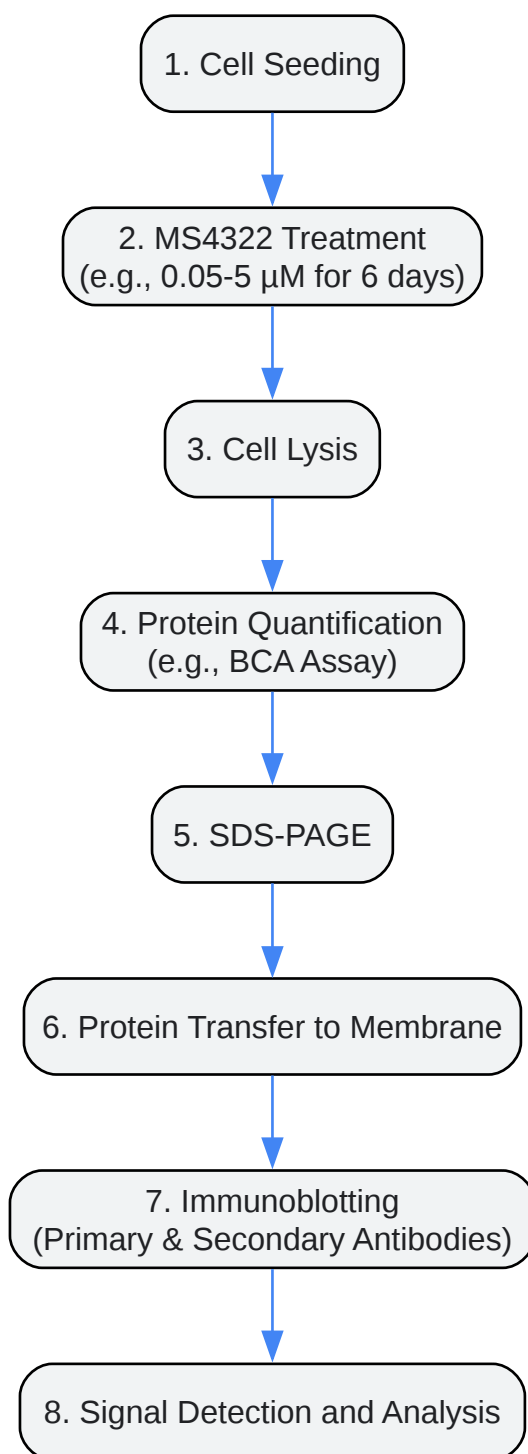 1. Cell Seeding
2. MS4322 Treatment
(e.g., 0.05-5 µM for 6 days)
3. Cell Lysis
4. Protein Quantification
(e.g., BCA Assay)
5. SDS-PAGE
6. Protein Transfer to Membrane
7. Immunoblotting
(Primary & Secondary Antibodies)
8. Signal Detection and Analysis